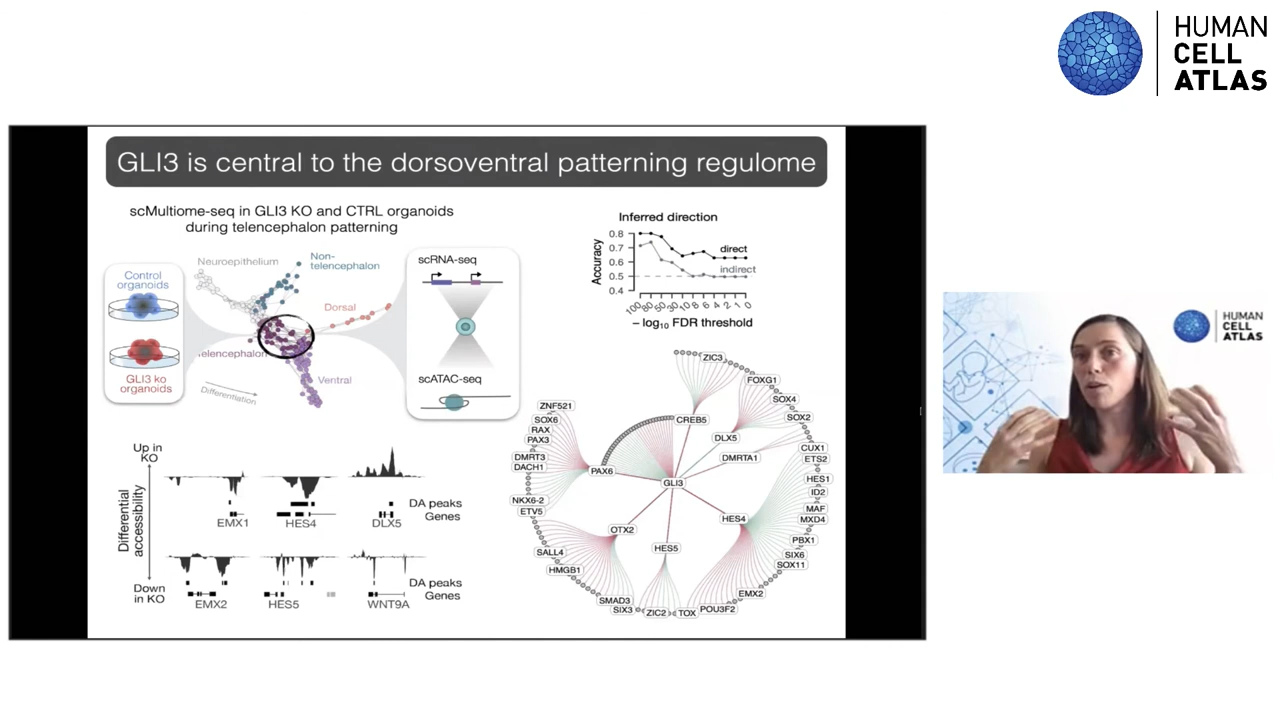 HUMAN
CELL
ATLAS
GLI3 is central to the dorsoventral patterning regulome
scMultiome-seq in GLI3 KO and CTRL organoids
during telencephalon patterning
Control
organoids
GLI3 ko
organoids
Neuroepithelium
Non-
telencephalon
Dorsal
Telencephalon
Ventral
Differentiation
scRNA-seq
scATAC-seq
Inferred direction
Accuracy
0.8
0.7
0.6
0.5
0.4
direct
indirect
100 80 50 30 10 8 6 4 2 1 0
– log10 FDR threshold
Up in
KO
Differential
accessibility
Down
in KO
DA peaks
Genes
EMX1
HES4
DLX5
DA peaks
Genes
EMX2
HES5
WNT9A
ZIC3
FOXG1
SOX4
SOX2
CREB5
DLX5
DMRTA1
CUX1
ETS2
HES1
ID2
MAF
MXD4
PBX1
SIX6
SOX11
EMX2
POU3F2
TOX
ZIC2
SIX3
SMAD3
HMGB1
SALL4
ETV5
NKX6-2
DACH1
DMRT3
PAX3
RAX
SOX6
ZNF521
PAX6
GLI3
HES4
OTX2
HES5
HUMAN
CELL
ATLAS